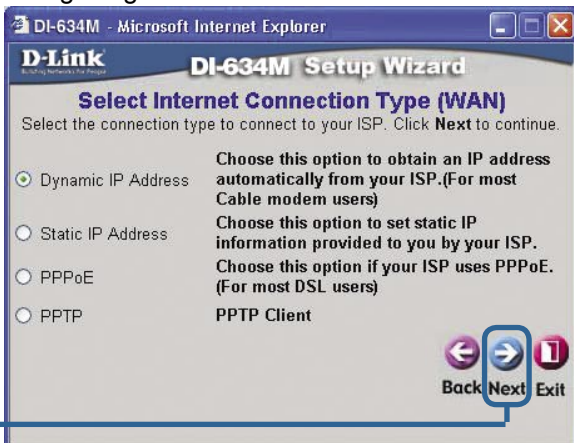 DI-634M - Microsoft Internet Explorer
D-Link
Building Networks for People
DI-634M Setup Wizard
Select Internet Connection Type (WAN)
Select the connection type to connect to your ISP. Click Next to continue.
Dynamic IP Address
Choose this option to obtain an IP address
automatically from your ISP.(For most
Cable modem users)
Static IP Address
Choose this option to set static IP
information provided to you by your ISP.
PPPoE
Choose this option if your ISP uses PPPoE.
(For most DSL users)
PPTP
PPTP Client
Back Next Exit